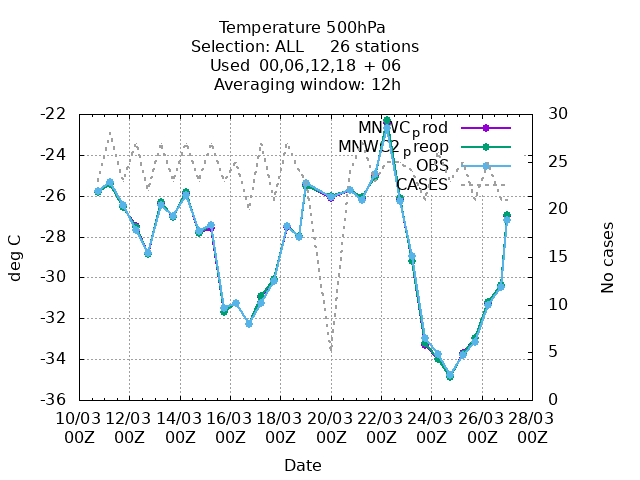 Temperature 500hPa
Selection: ALL 26 stations
Used 00,06,12,18 + 06
Averaging window: 12h
-22
-24
-26
-28
-30
-32
-34
-36
deg C
30
25
20
15
10
5
0
No cases
MNWC_prod
MNWC2_preop
OBS
CASES
10/03 12/03 14/03 16/03 18/03 20/03 22/03 24/03 26/03 28/03
00Z 00Z 00Z 00Z 00Z 00Z 00Z 00Z 00Z 00Z
Date